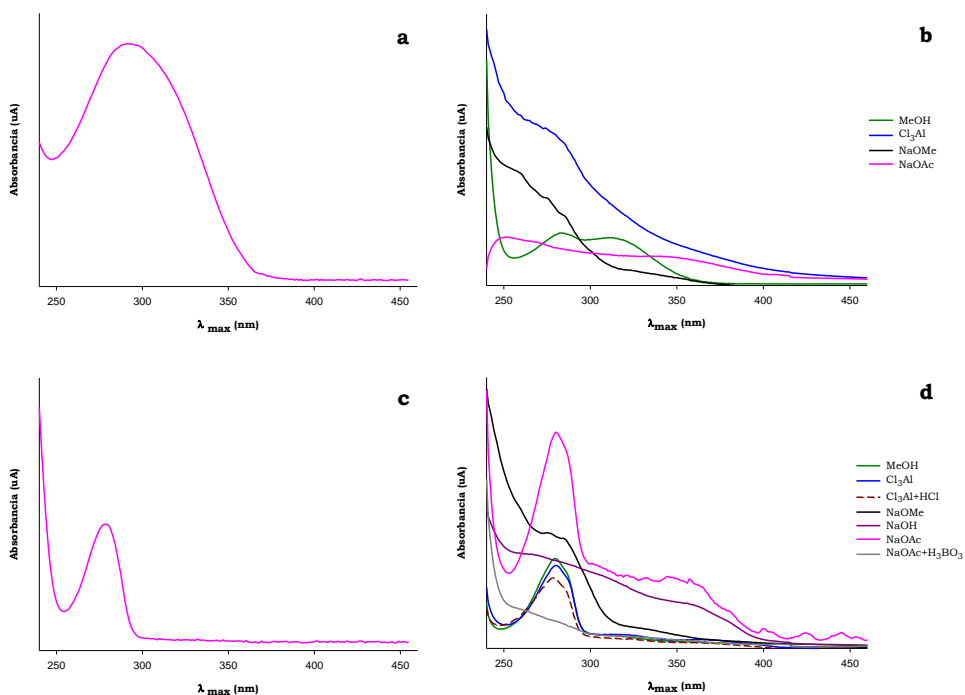 a
Absorbancia (uA)
250 300 350 400 450
λ max (nm)
b
Absorbancia (uA)
MeOH
Cl3Al
NaOMe
NaOAc
250 300 350 400 450
λmax (nm)
c
Absorbancia (uA)
250 300 350 400 450
λ max (nm)
d
Absorbancia (uA)
MeOH
Cl3Al
Cl3Al+HCl
NaOMe
NaOH
NaOAc
NaOAc+H3BO3
250 300 350 400 450
λmax (nm)